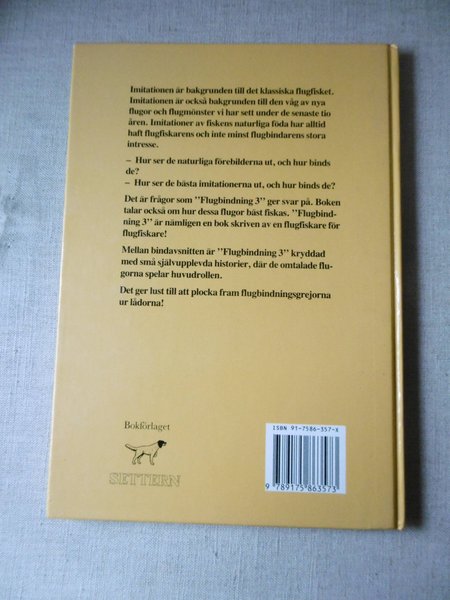 Imitationen är bakgrunden till det klassiska flugfisket.
Imitationen är också bakgrunden till den våg av nya
flugor och flugmönster vi har sett under de senaste tio
åren. Imitationer av fiskens naturliga föda har alltid
haft flugfiskarens och inte minst flugbindarens stora
intresse.
– Hur ser de naturliga förebilderna ut, och hur binds
de?
– Hur ser de bästa imitationerna ut, och hur binds de?
Det är frågor som ”Flugbindning 3” ger svar på. Boken
talar också om hur dessa flugor bäst fiskas. ”Flugbind-
ning 3” är nämligen en bok skriven av en flugfiskare för
flugfiskare!
Mellan bindavsnitten är ”Flugbindning 3” kryddad
med små självupplevda historier, där de omtalade flu-
gorna spelar huvudrollen.
Det ger lust till att plocka fram flugbindningsgrejorna
ur lådorna!
Bokförlaget
SETTERN
ISBN 91-7586-357-X
9 789175 863573